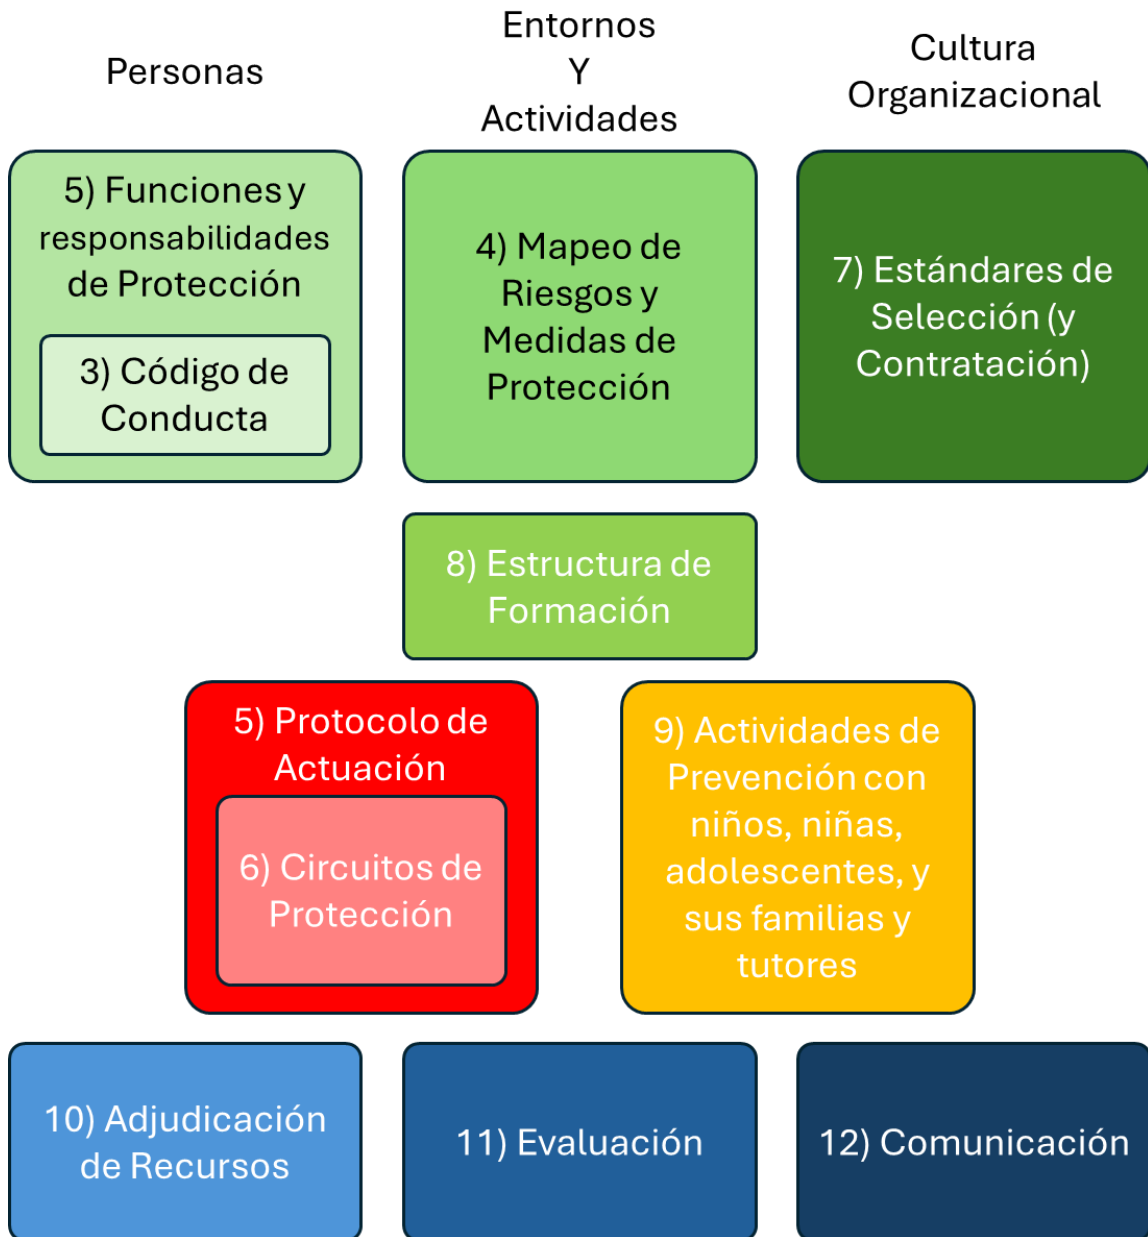 Personas
Entornos
Y
Actividades
Cultura
Organizacional
5) Funciones y
responsabilidades
de Protección
3) Código de
Conducta
4) Mapeo de
Riesgos y
Medidas de
Protección
7) Estándares de
Selección (y
Contratación)
8) Estructura de
Formación
5) Protocolo de
Actuación
6) Circuitos de
Protección
9) Actividades de
Prevención con
niños, niñas,
adolescentes, y
sus familias y
tutores
10) Adjudicación
de Recursos
11) Evaluación
12) Comunicación